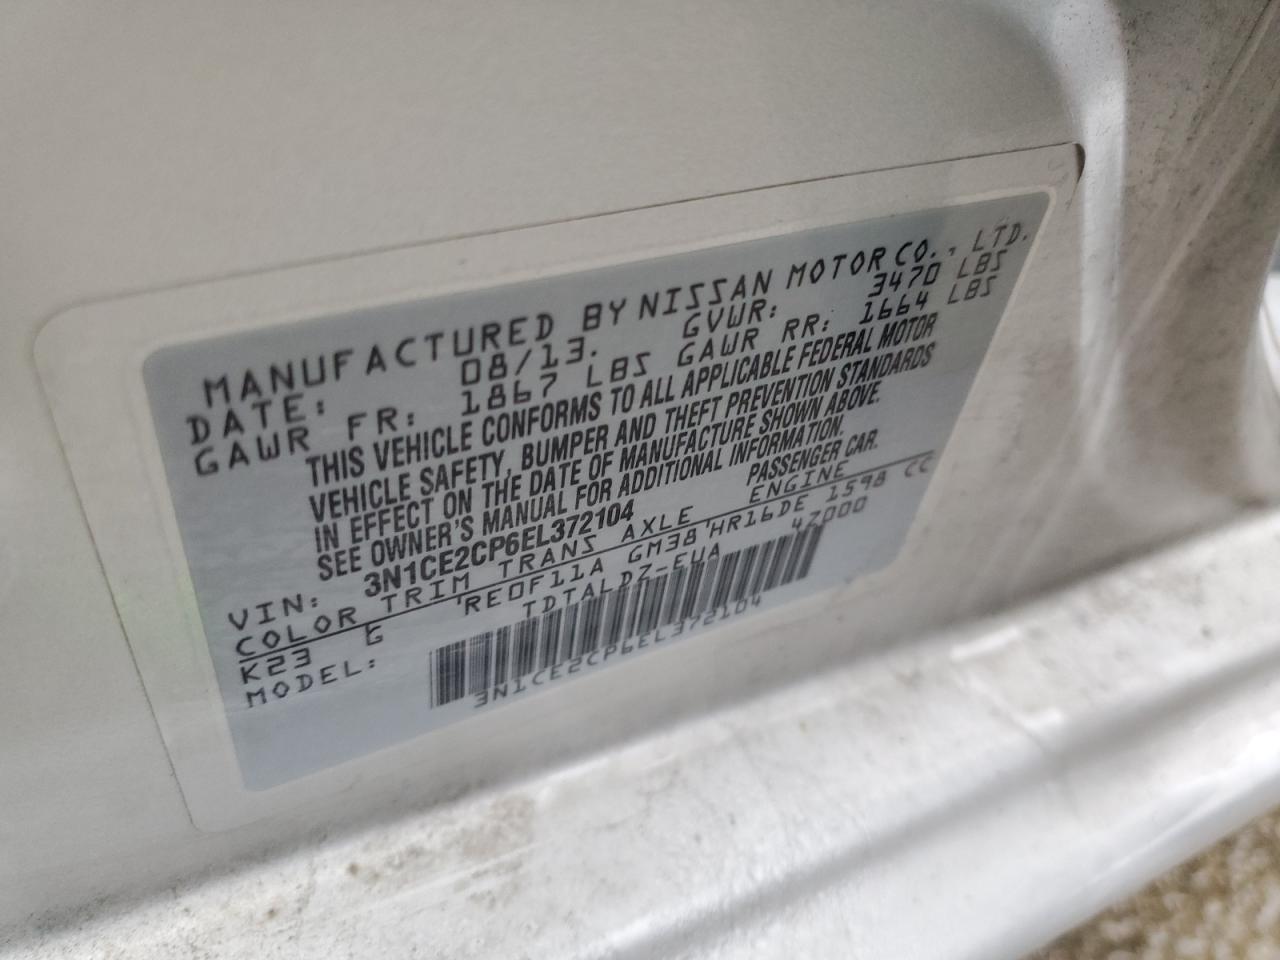 MANUFACTURED BY NISSAN MOTOR CO., LTD.
DATE: 08/13. GVWR: 3470 LBS
GAWR FR: 1867 LBS GAWR RR: 1664 LBS
THIS VEHICLE CONFORMS TO ALL APPLICABLE FEDERAL MOTOR
VEHICLE SAFETY, BUMPER AND THEFT PREVENTION STANDARDS
IN EFFECT ON THE DATE OF MANUFACTURE SHOWN ABOVE.
SEE OWNER'S MANUAL FOR ADDITIONAL INFORMATION.
VIN: 3N1CE2CP6EL372104 PASSENGER CAR.
COLOR TRIM TRANS AXLE ENGINE
K23 G RE0F11A GM38 HR16DE 1598 CC
MODEL: TDTALDZ-EUA 47000
3N1CE2CP6EL372104